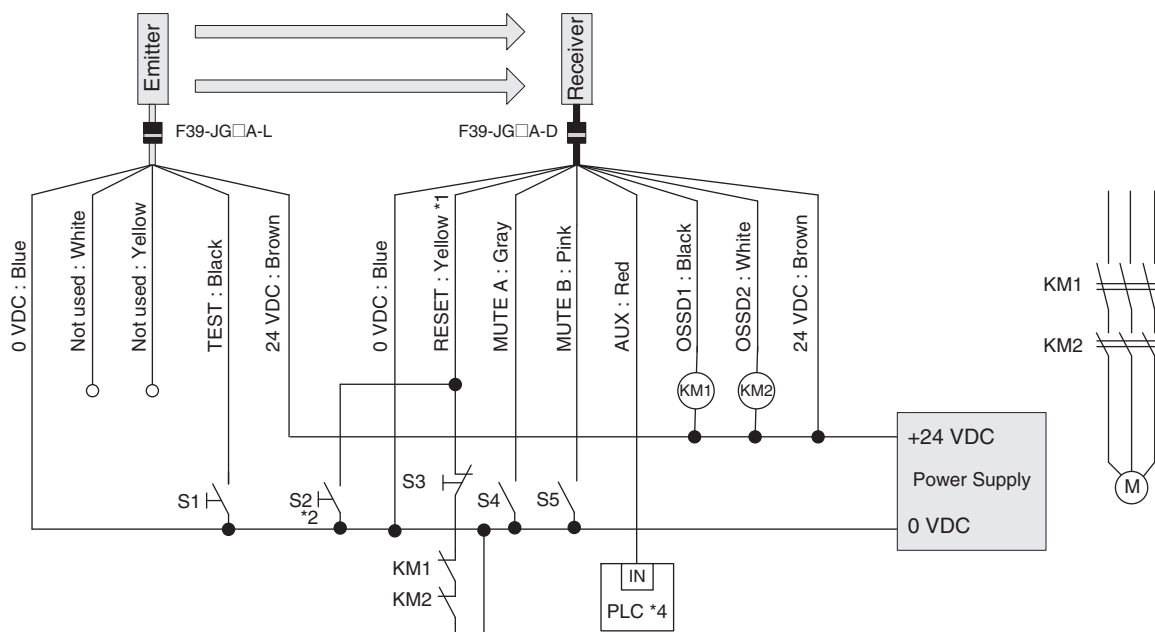 Emitter
Receiver
F39-JG□A-L
F39-JG□A-D
0 VDC : Blue
Not used : White
Not used : Yellow
TEST : Black
24 VDC : Brown
0 VDC : Blue
RESET : Yellow *1
MUTE A : Gray
MUTE B : Pink
AUX : Red
OSSD1 : Black
OSSD2 : White
24 VDC : Brown
KM1
KM2
KM1
KM2
M
+24 VDC
Power Supply
0 VDC
S1
S2
*2
S3
S4
S5
KM1
KM2
IN
PLC *4